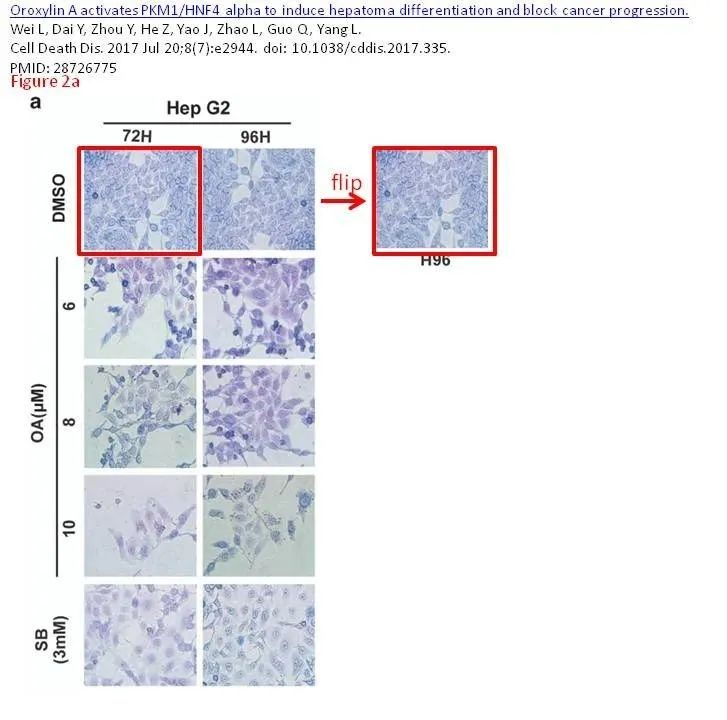 Oroxylin A activates PKM1/HNF4 alpha to induce hepatoma differentiation and block cancer progression.
Wei L, Dai Y, Zhou Y, He Z, Yao J, Zhao L, Guo Q, Yang L.
Cell Death Dis. 2017 Jul 20;8(7):e2944. doi: 10.1038/cddis.2017.335.
PMID: 28726775
Figure 2a
a
Hep G2
72H 96H
DMSO
flip
H96
OA(μM)
6
8
10
SB
(3mM)